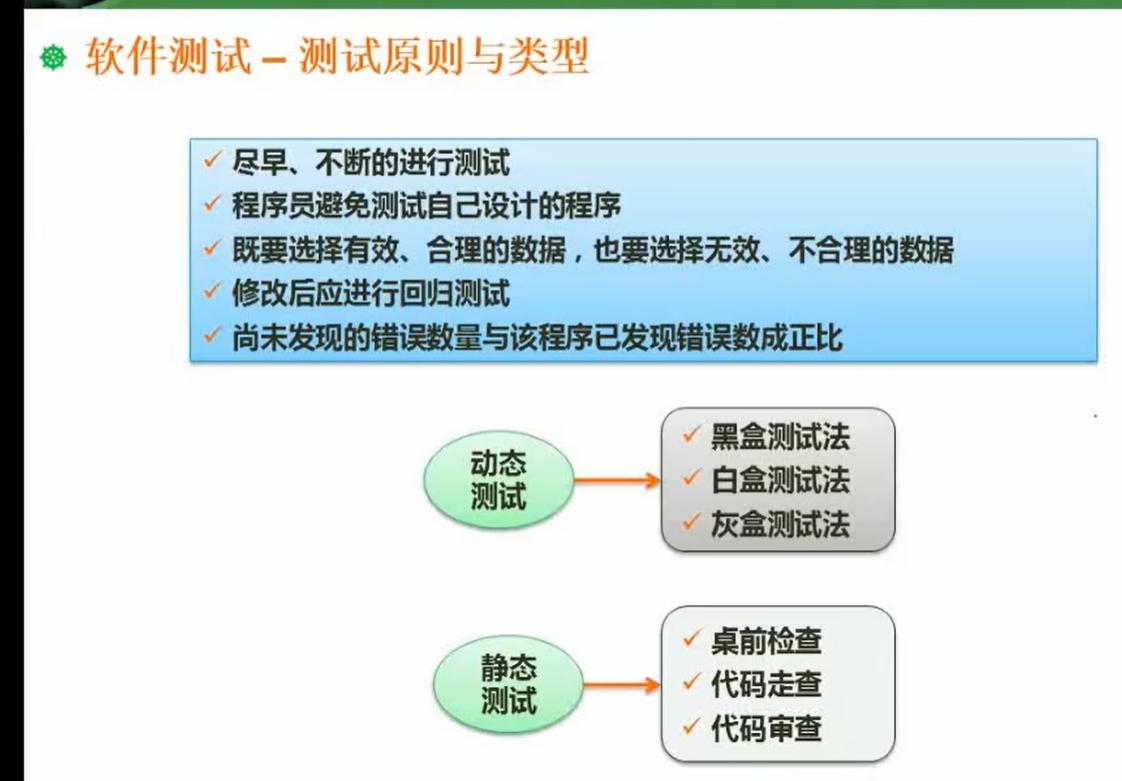 软件测试 – 测试原则与类型
尽早、不断的进行测试
程序员避免测试自己设计的程序
既要选择有效、合理的数据，也要选择无效、不合理的数据
修改后应进行回归测试
尚未发现的错误数量与该程序已发现错误数成正比
动态
测试
黑盒测试法
白盒测试法
灰盒测试法
静态
测试
桌前检查
代码走查
代码审查